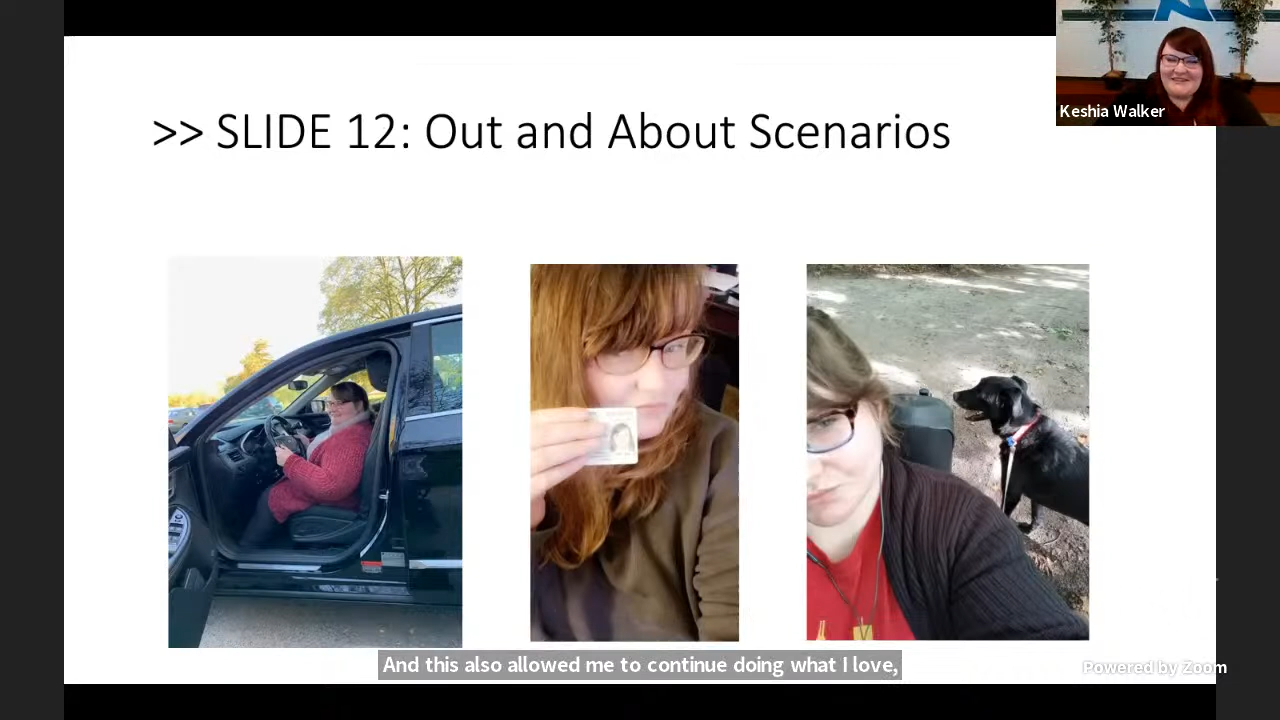 >> SLIDE 12: Out and About Scenarios
Keshia Walker
And this also allowed me to continue doing what I love,
Powered by Zoom